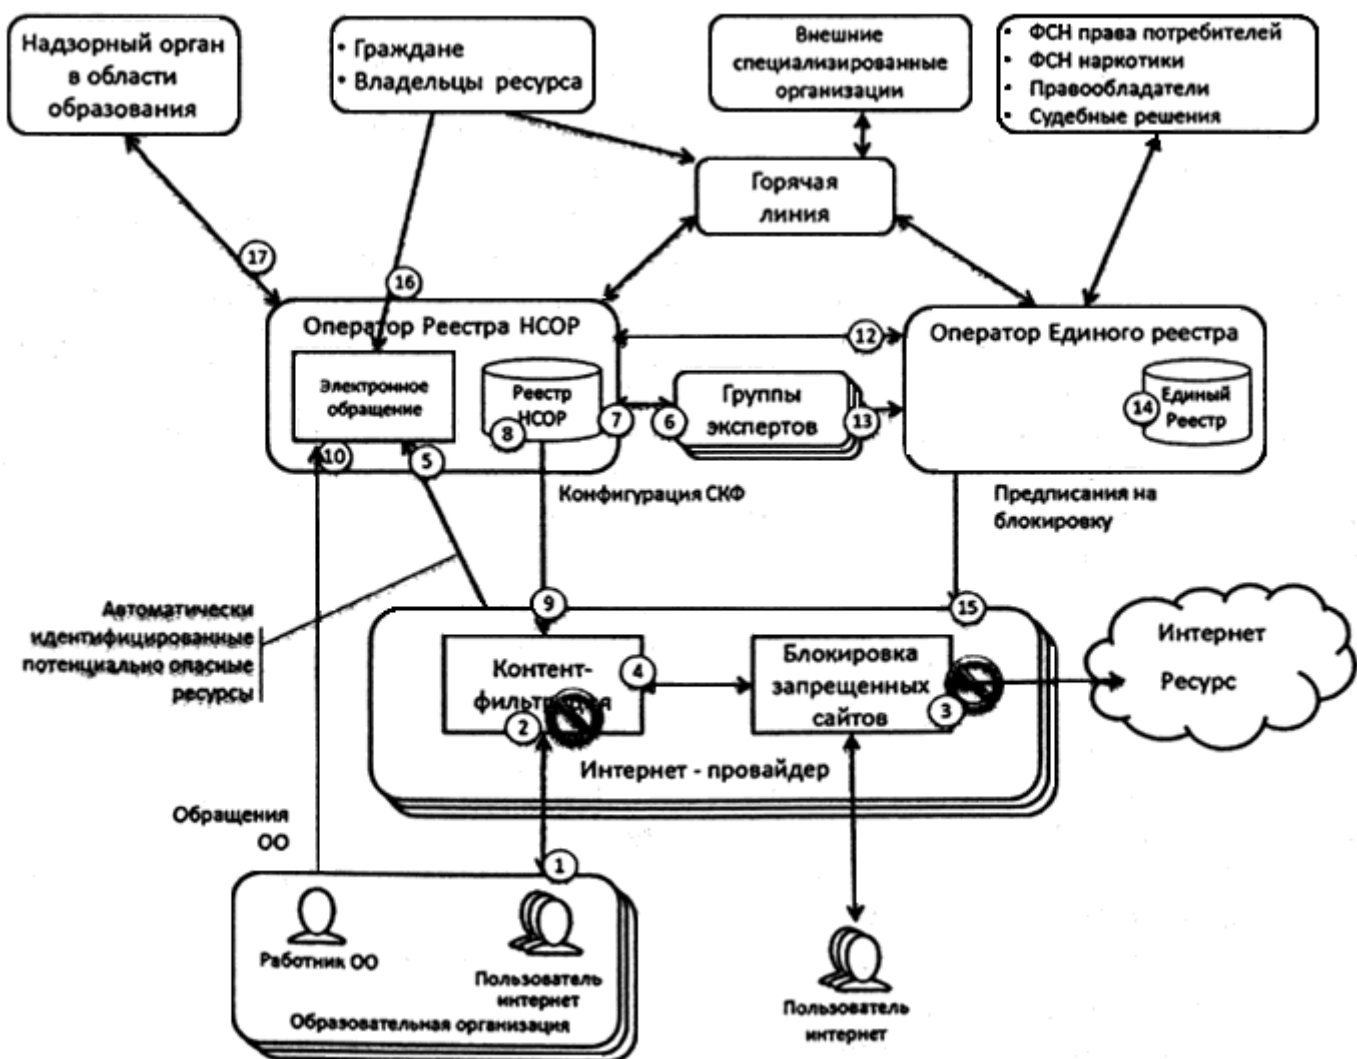 Надзорный орган
в области
образования
• Граждане
• Владельцы ресурса
Внешние
специализированные
организации
• ФСН права потребителей
• ФСН наркотики
• Правообладатели
• Судебные решения
Горячая
линия
17
16
Оператор Реестра НСОР
Электронное
обращение
Реестр
НСОР
8
7
10
5
12
6
Группы
экспертов
13
Оператор Единого реестра
14
Единый
Реестр
Конфигурация СКФ
Предписания на
блокировку
Автоматически
идентифицированные
потенциально опасные
ресурсы
9
15
Контент-
фильтрация
4
2
Блокировка
запрещенных
сайтов
3
Интернет
Ресурс
Интернет - провайдер
Обращения
ОО
1
Работник ОО
Пользователь
интернет
Образовательная организация
Пользователь
интернет